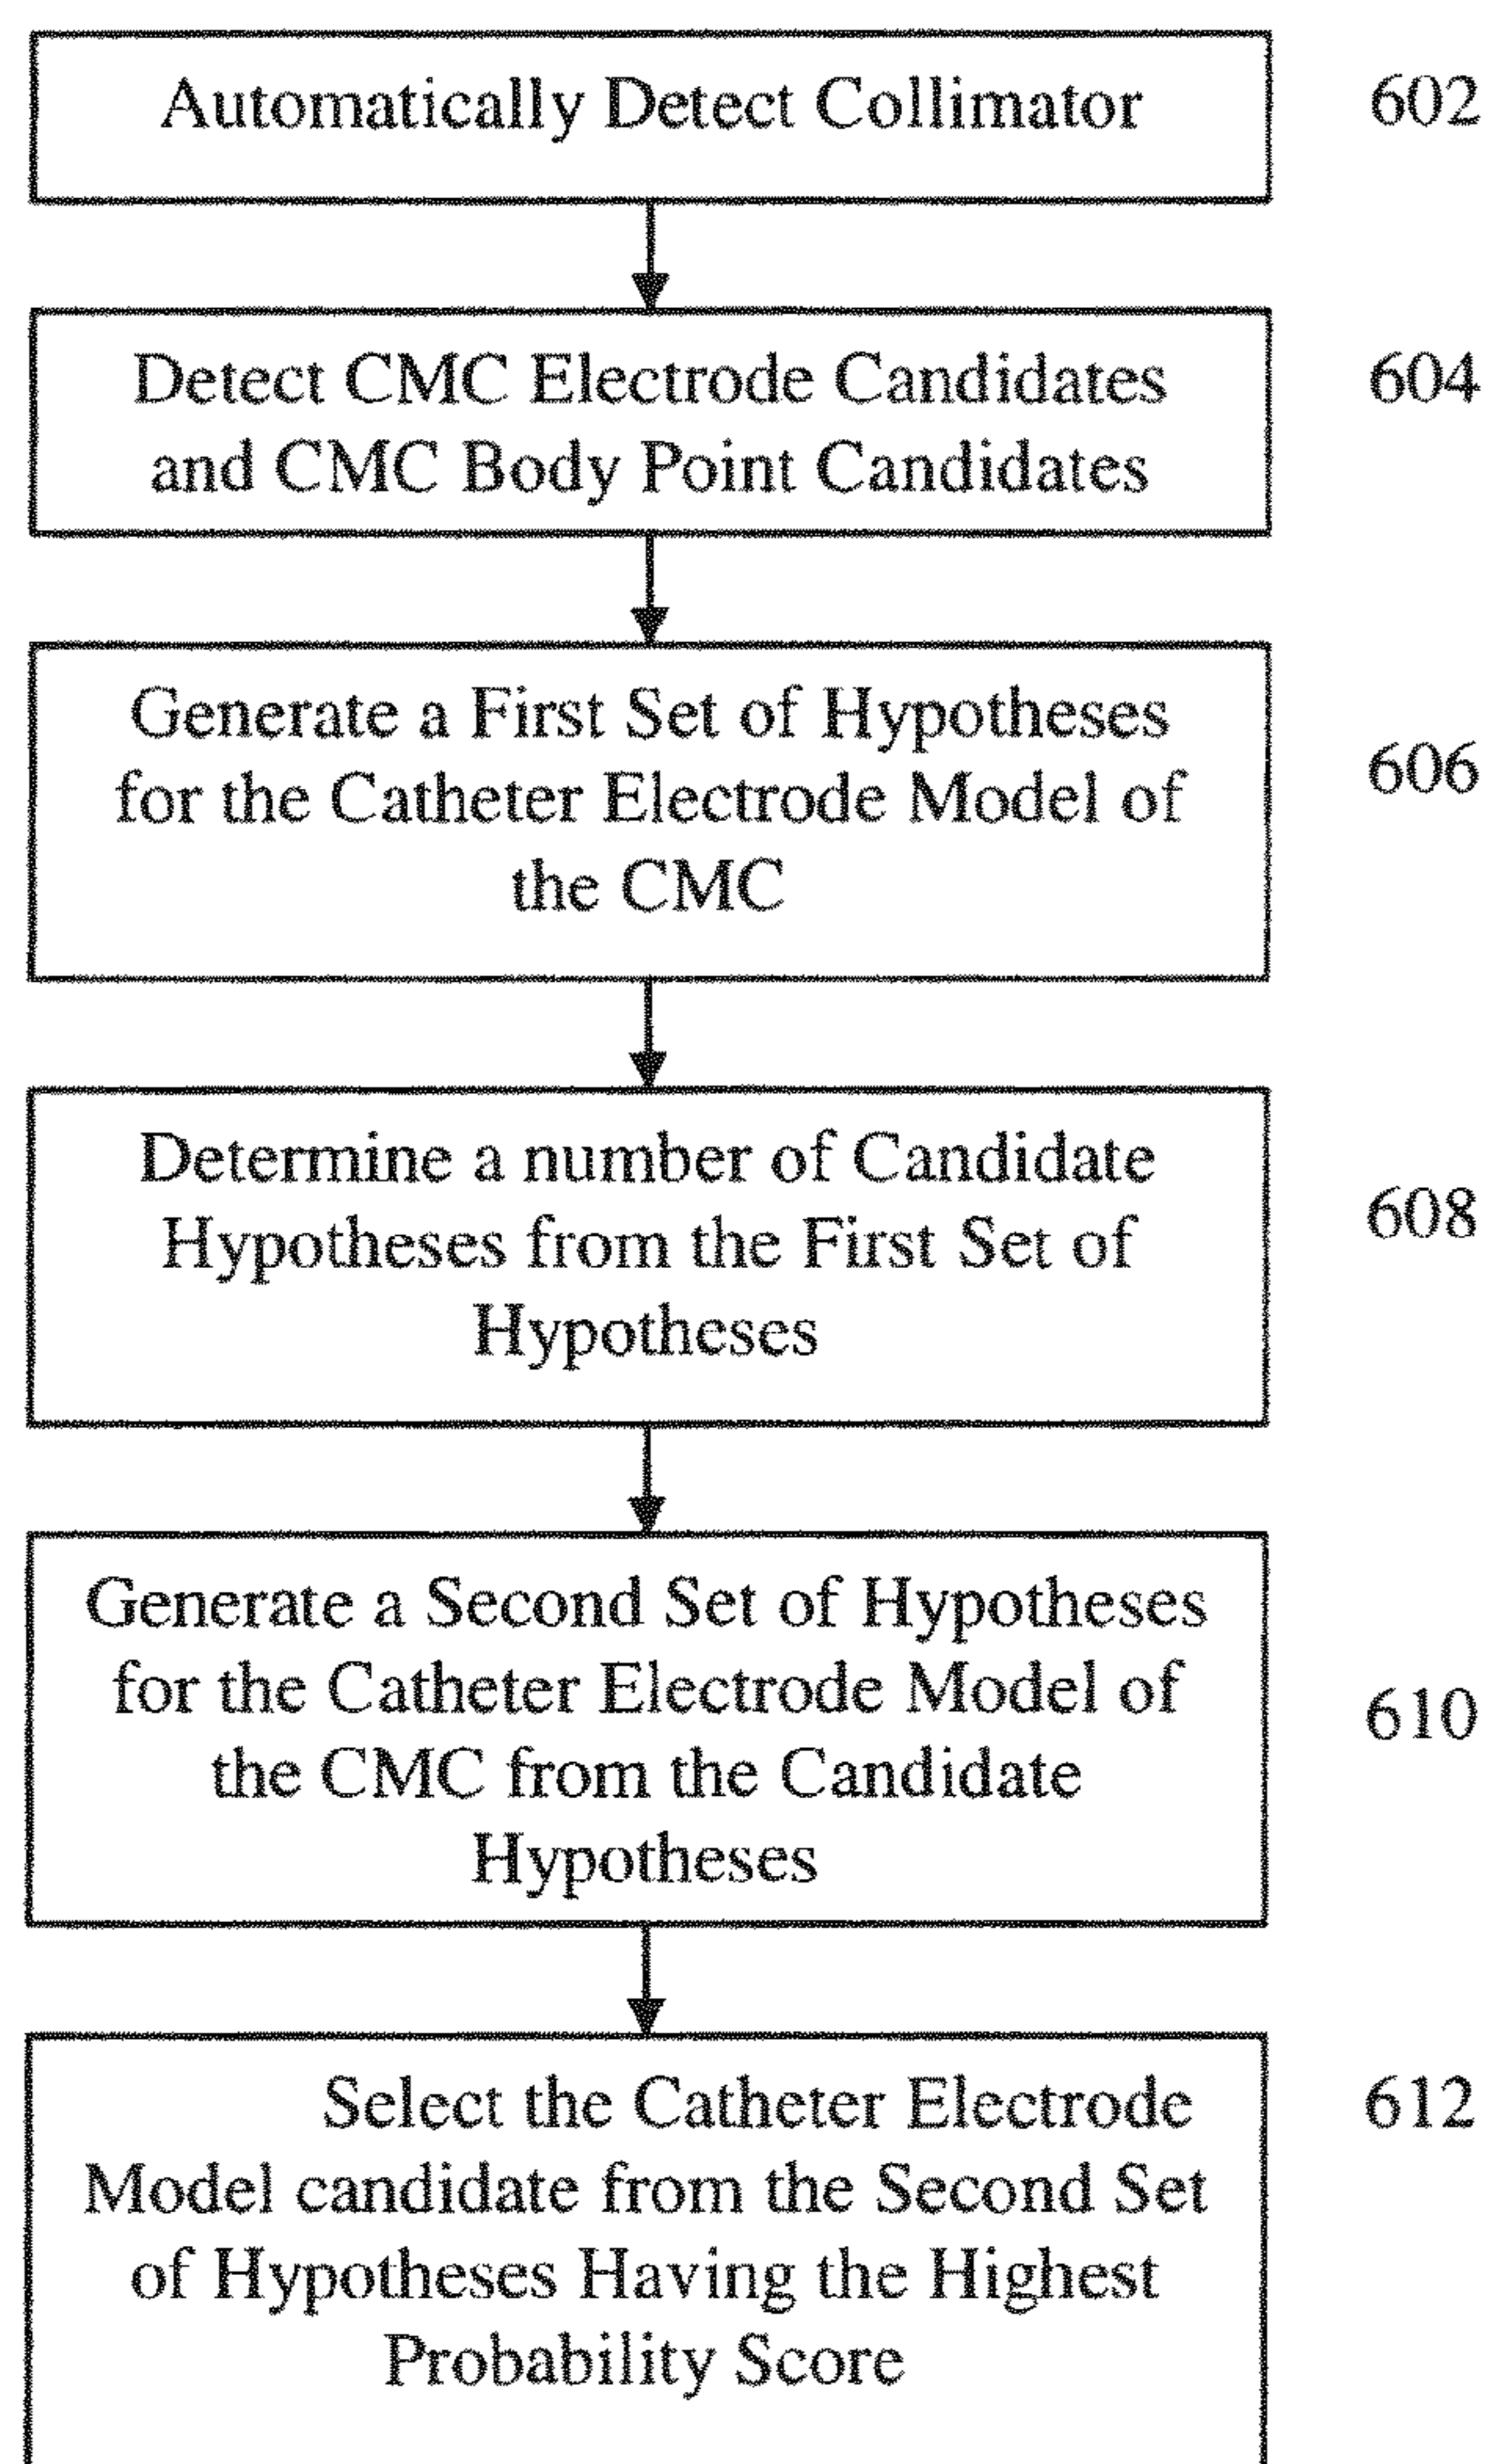 Automatically Detect Collimator
602
Detect CMC Electrode Candidates
and CMC Body Point Candidates
604
Generate a First Set of Hypotheses
for the Catheter Electrode Model of
the CMC
606
Determine a number of Candidate
Hypotheses from the First Set of
Hypotheses
608
Generate a Second Set of Hypotheses
for the Catheter Electrode Model of
the CMC from the Candidate
Hypotheses
610
Select the Catheter Electrode
Model candidate from the Second Set
of Hypotheses Having the Highest
Probability Score
612